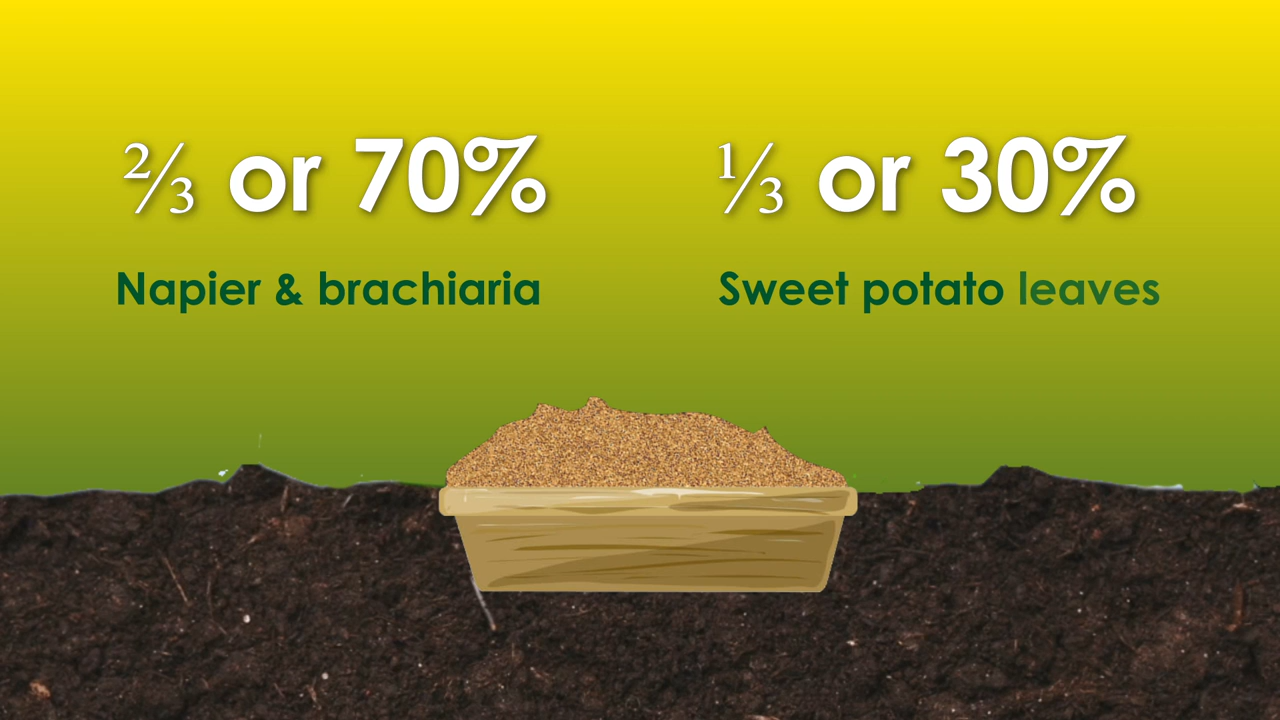 ⅔ or 70%
Napier & brachiaria
⅓ or 30%
Sweet potato leaves